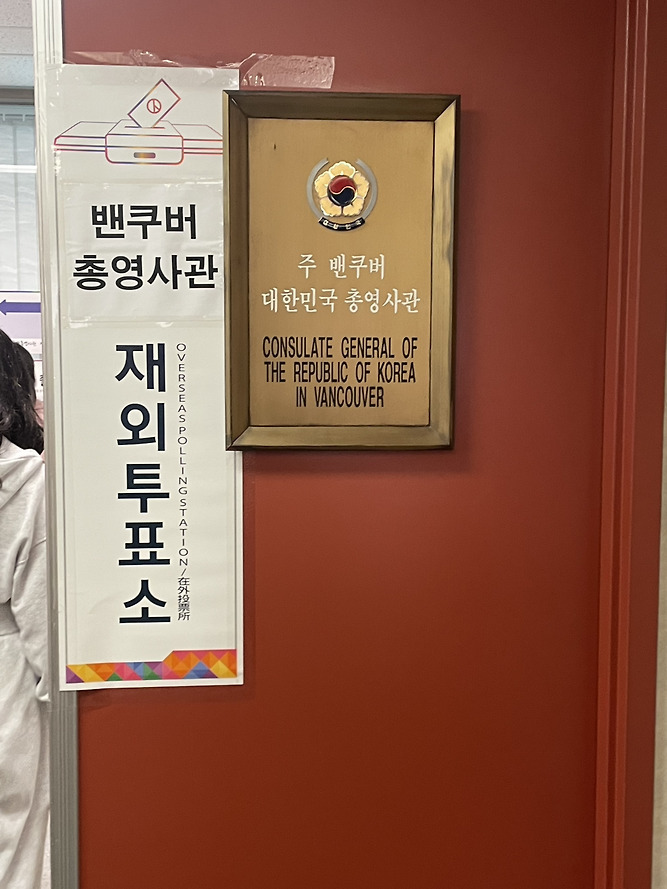 밴쿠버
총영사관
재외투표소
OVERSEAS POLLING STATION / 在外投票所
주 밴쿠버
대한민국 총영사관
CONSULATE GENERAL OF
THE REPUBLIC OF KOREA
IN VANCOUVER